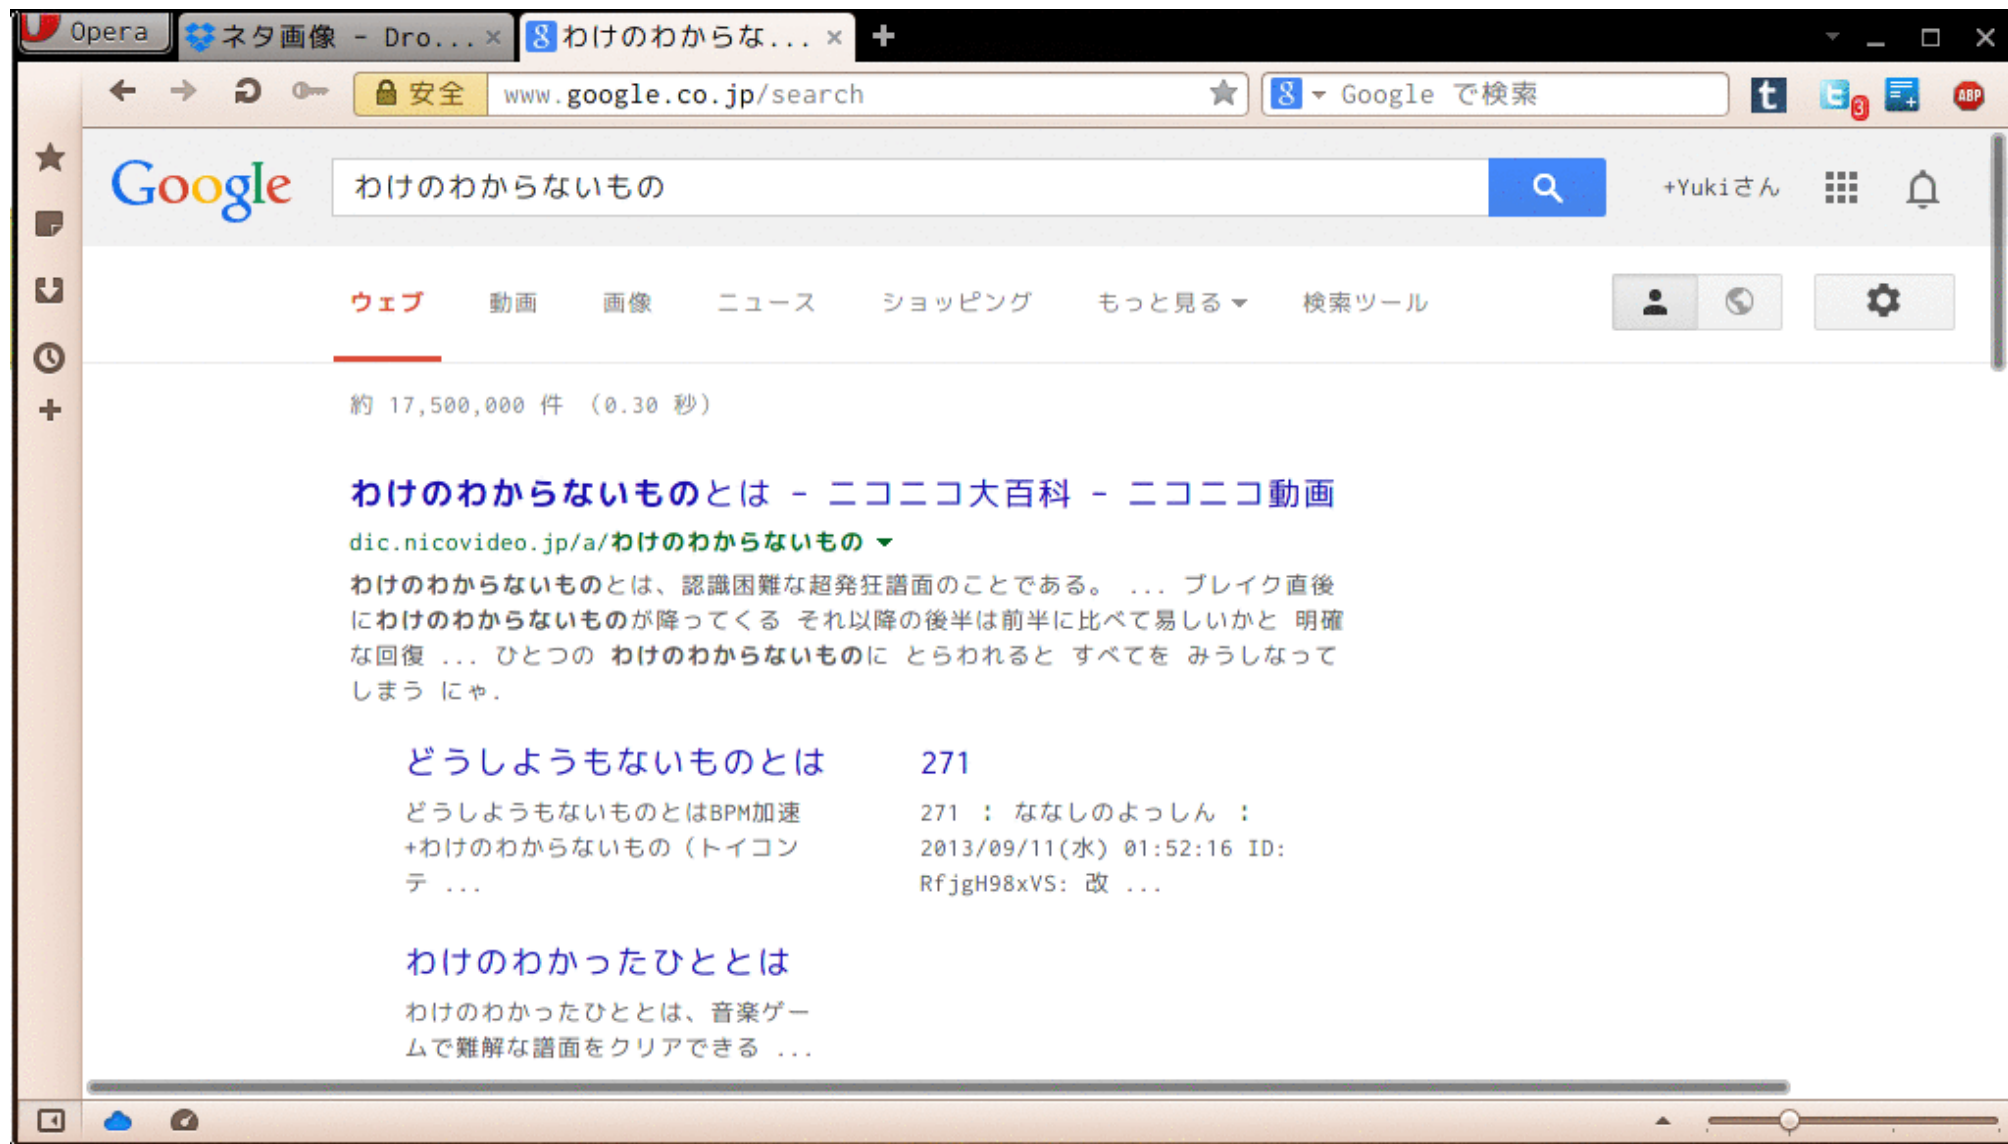 Opera
ネタ画像 - Dro...
わけのわからな...
安全
www.google.co.jp/search
Google で検索
3
ABP
Google
わけのわからないもの
+Yukiさん
ウェブ 動画 画像 ニュース ショッピング もっと見る 検索ツール
約 17,500,000 件 （0.30 秒）
わけのわからないものとは - ニコニコ大百科 - ニコニコ動画
dic.nicovideo.jp/a/わけのわからないもの
わけのわからないものとは、認識困難な超発狂譜面のことである。 ... ブレイク直後
にわけのわからないものが降ってくる それ以降の後半は前半に比べて易しいかと 明確
な回復 ... ひとつの わけのわからないものに とらわれると すべてを みうしなって
しまう にゃ.
どうしようもないものとは
どうしようもないものとはBPM加速
+わけのわからないもの（トイコン
テ ...
271
271 : ななしのよっしん :
2013/09/11(水) 01:52:16 ID:
RfjgH98xVS: 改 ...
わけのわかったひととは
わけのわかったひととは、音楽ゲー
ムで難解な譜面をクリアできる ...